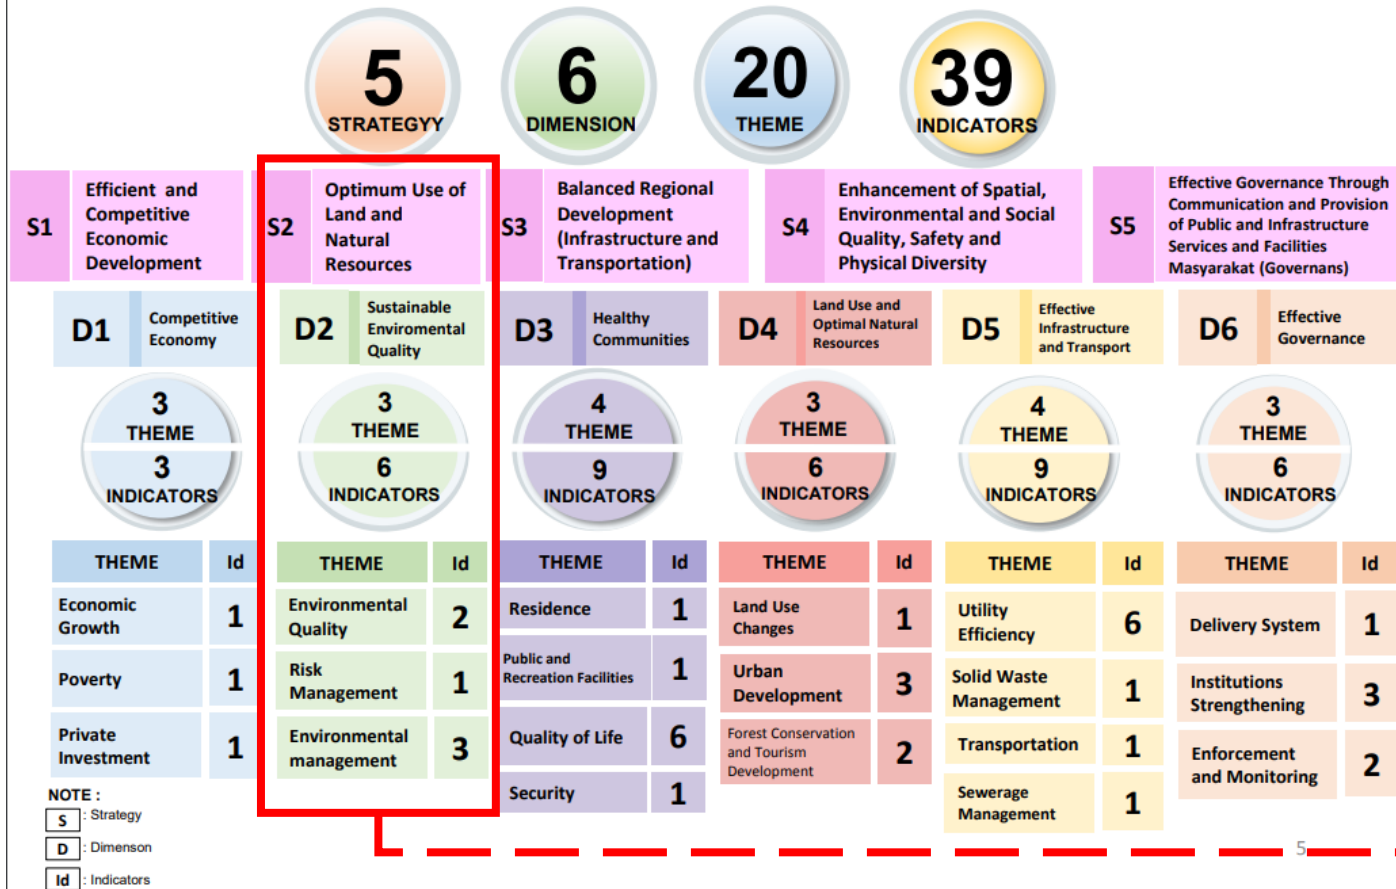 5
STRATEGYY
6
DIMENSION
20
THEME
39
INDICATORS
S1
Efficient and
Competitive
Economic
Development
S2
Optimum Use of
Land and
Natural
Resources
S3
Balanced Regional
Development
(Infrastructure and
Transportation)
S4
Enhancement of Spatial,
Environmental and Social
Quality, Safety and
Physical Diversity
S5
Effective Governance Through
Communication and Provision
of Public and Infrastructure
Services and Facilities
Masyarakat (Governans)
D1
Competitive
Economy
D2
Sustainable
Enviromental
Quality
D3
Healthy
Communities
D4
Land Use and
Optimal Natural
Resources
D5
Effective
Infrastructure
and Transport
D6
Effective
Governance
3
THEME
3
INDICATORS
3
THEME
6
INDICATORS
4
THEME
9
INDICATORS
3
THEME
6
INDICATORS
4
THEME
9
INDICATORS
3
THEME
6
INDICATORS
THEME Id
Economic
Growth
1
Poverty 1
Private
Investment
1
THEME Id
Environmental
Quality
2
Risk
Management
1
Environmental
management
3
THEME Id
Residence 1
Public and
Recreation Facilities
1
Quality of Life 6
Security 1
THEME Id
Land Use
Changes
1
Urban
Development
3
Forest Conservation
and Tourism
Development
2
THEME Id
Utility
Efficiency
6
Solid Waste
Management
1
Transportation 1
Sewerage
Management
1
THEME Id
Delivery System 1
Institutions
Strengthening
3
Enforcement
and Monitoring
2
NOTE :
S : Strategy
D : Dimenson
Id : Indicators
5